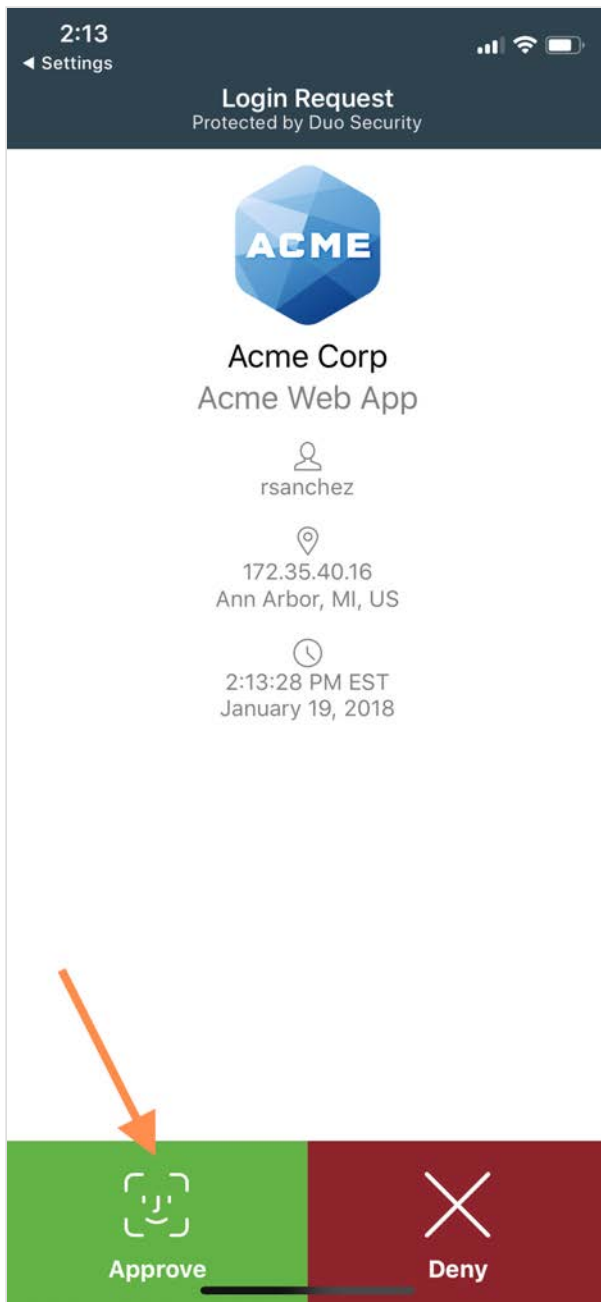 2:13
◀ Settings
Login Request
Protected by Duo Security
ACME
Acme Corp
Acme Web App
rsanchez
172.35.40.16
Ann Arbor, MI, US
2:13:28 PM EST
January 19, 2018
Approve
Deny